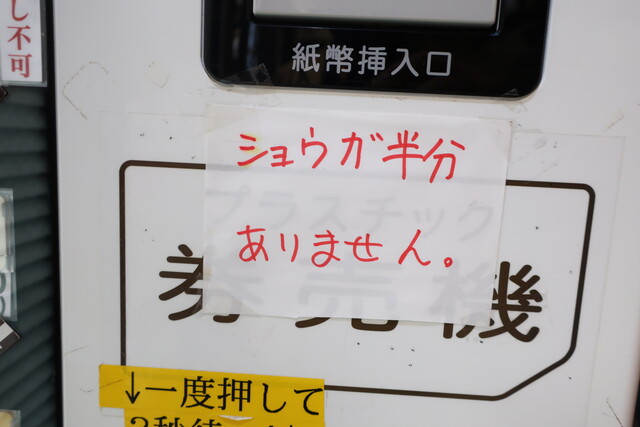 し不可
紙幣挿入口
ショウガ半分
プラスチック
ありません。
券売機
↓一度押して